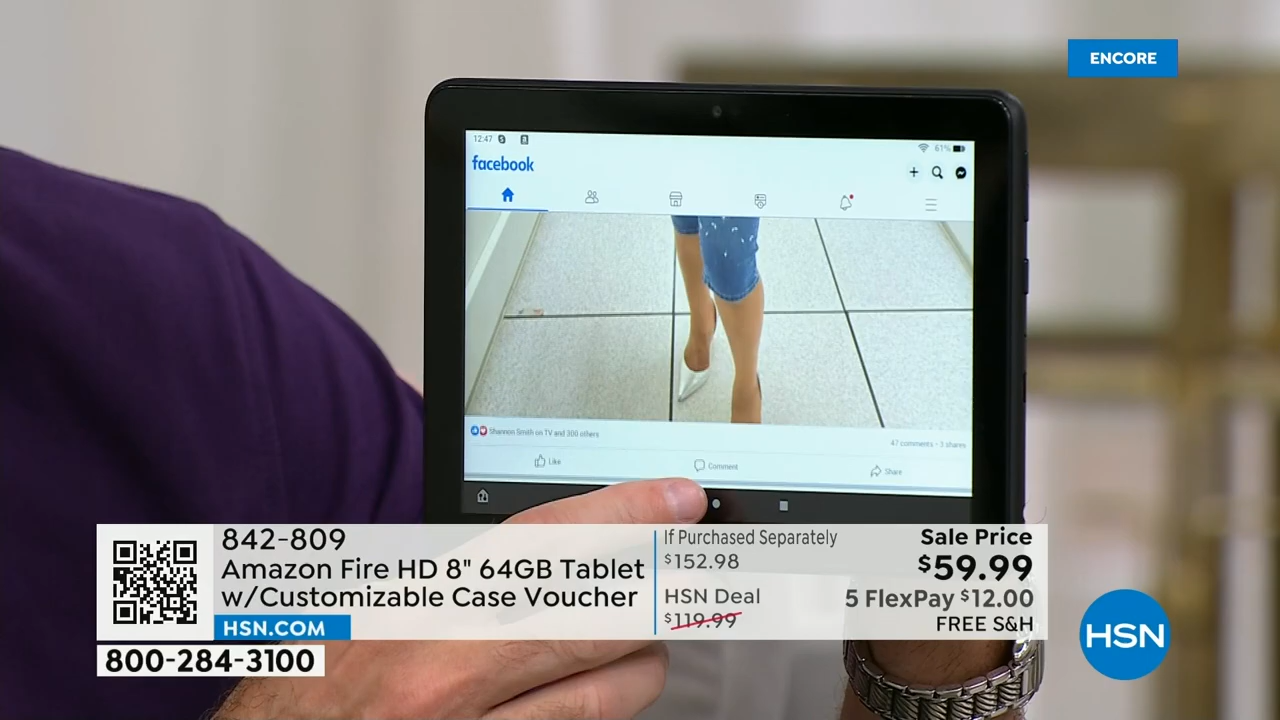 ENCORE
12:47
61%
facebook
Shannon Smith on TV and 300 others
47 comments • 3 shares
Like
Comment
Share
842-809
Amazon Fire HD 8" 64GB Tablet
w/Customizable Case Voucher
HSN.COM
800-284-3100
If Purchased Separately
$152.98
HSN Deal
$119.99
Sale Price
$59.99
5 FlexPay $12.00
FREE S&H
HSN